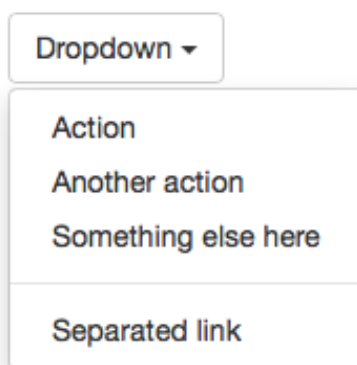 Dropdown
Action
Another action
Something else here
Separated link